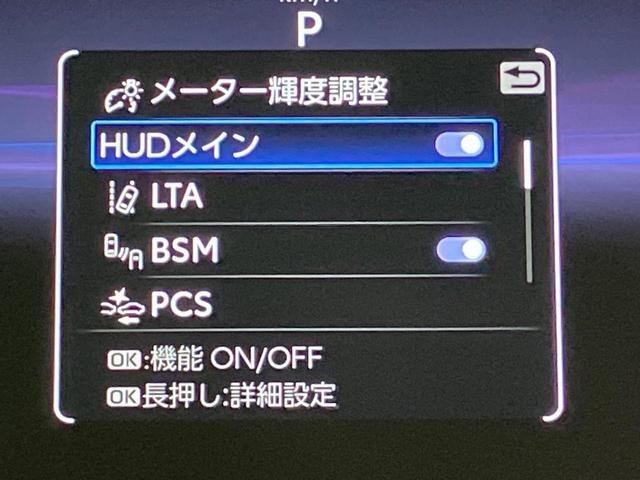 P
メーター輝度調整
HUDメイン
LTA
BSM
PCS
OK:機能 ON/OFF
OK長押し:詳細設定